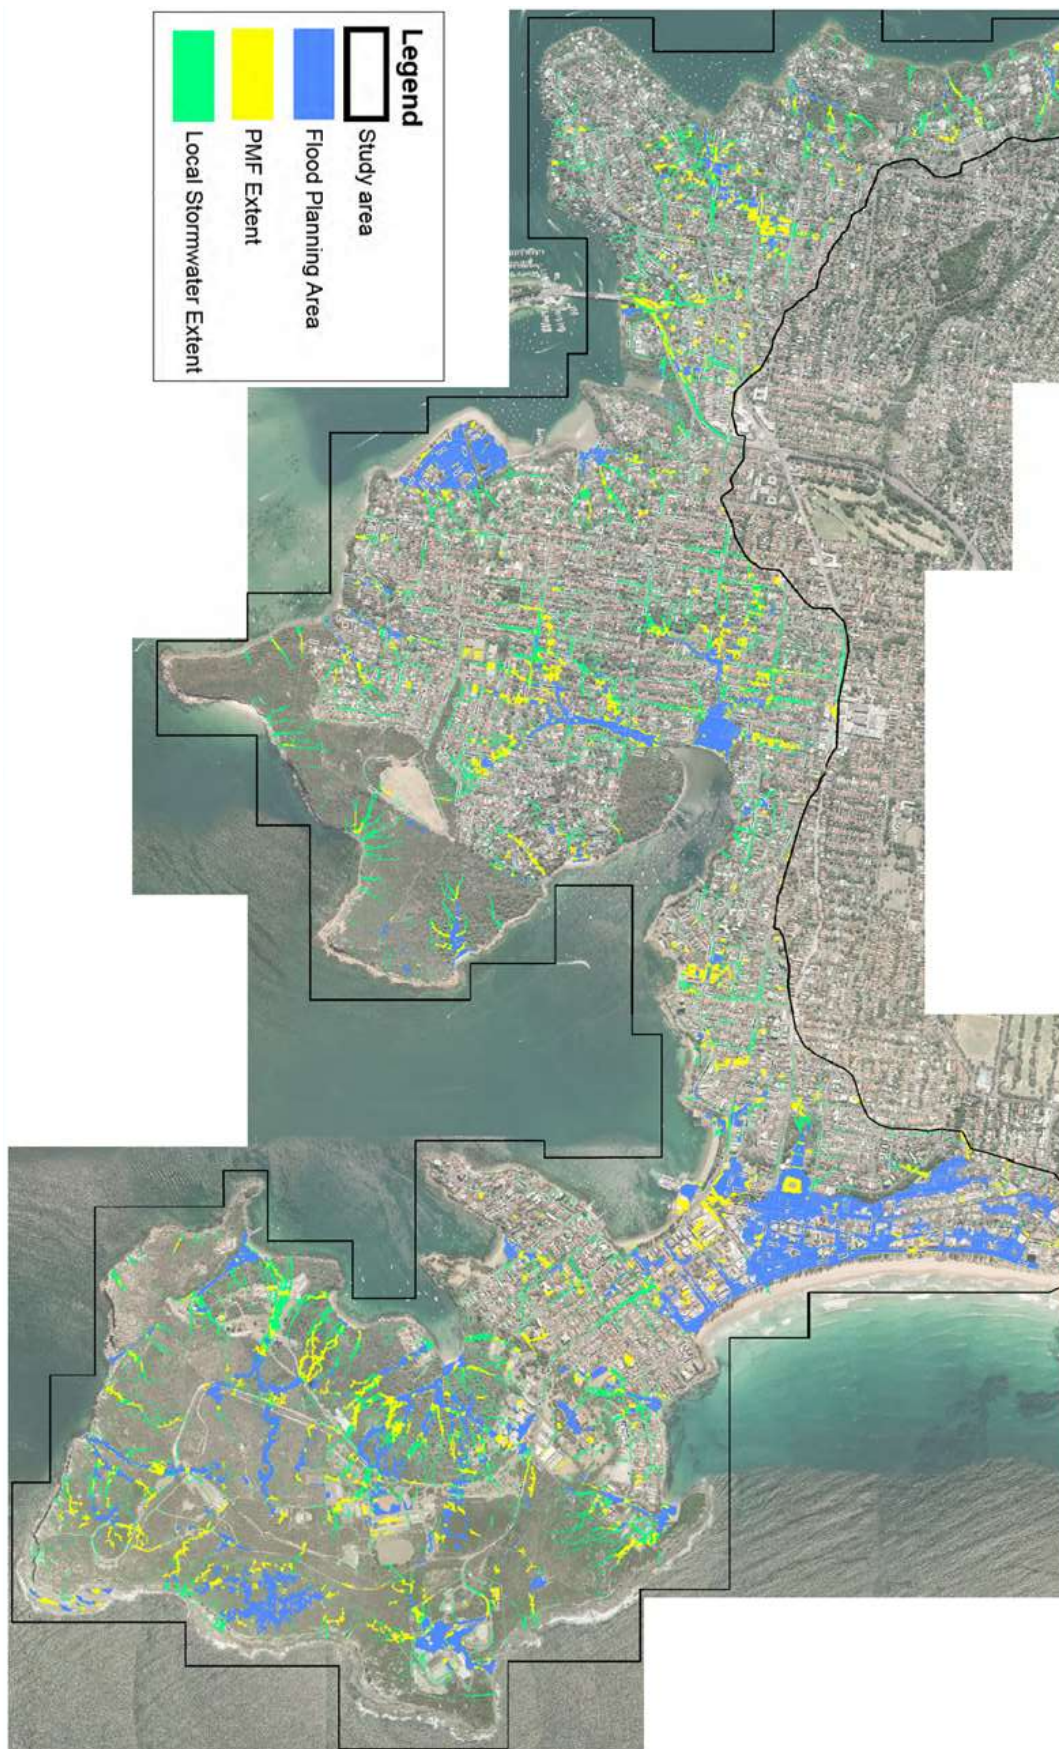 Legend
Study area
Flood Planning Area
PMF Extent
Local Stormwater Extent